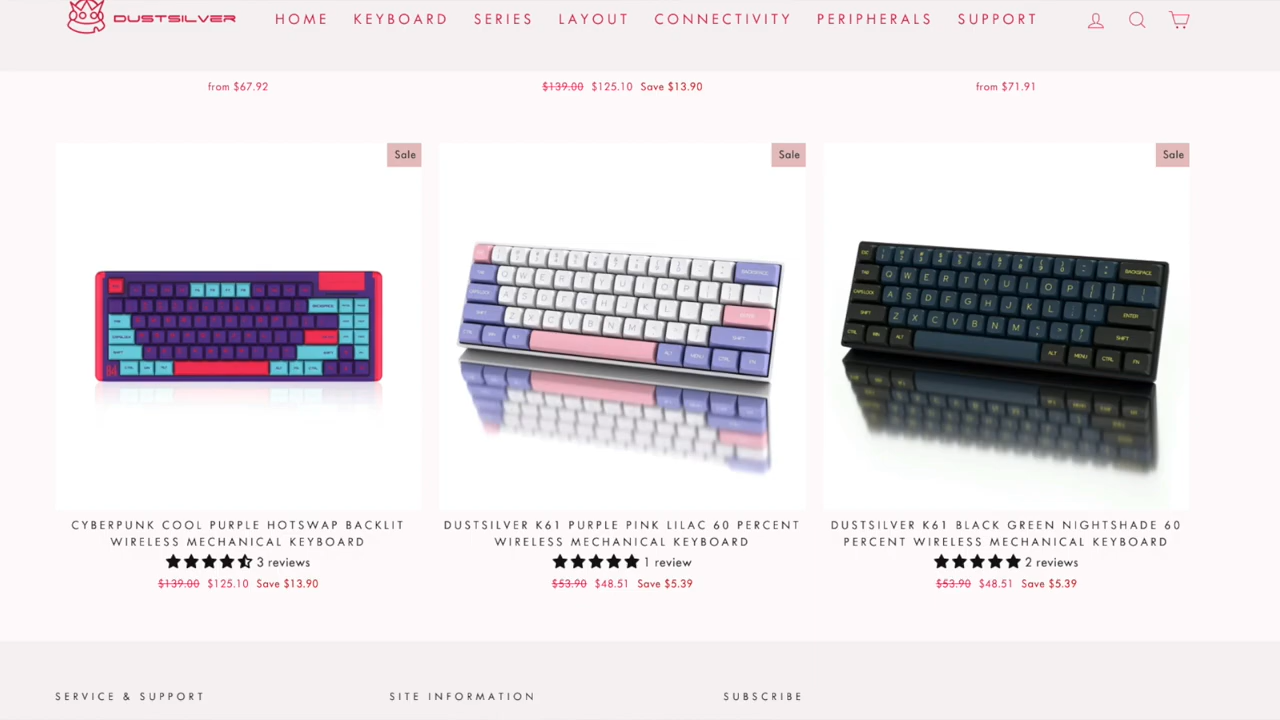 DUSTSILVER
HOME KEYBOARD SERIES LAYOUT CONNECTIVITY PERIPHERALS SUPPORT
from $67.92
$139.00 $125.10 Save $13.90
from $71.91
Sale
Sale
Sale
CYBERPUNK COOL PURPLE HOTSWAP BACKLIT
WIRELESS MECHANICAL KEYBOARD
3 reviews
$139.00 $125.10 Save $13.90
DUSTSILVER K61 PURPLE PINK LILAC 60 PERCENT
WIRELESS MECHANICAL KEYBOARD
1 review
$53.90 $48.51 Save $5.39
DUSTSILVER K61 BLACK GREEN NIGHTSHADE 60
PERCENT WIRELESS MECHANICAL KEYBOARD
2 reviews
$53.90 $48.51 Save $5.39
SERVICE & SUPPORT
SITE INFORMATION
SUBSCRIBE